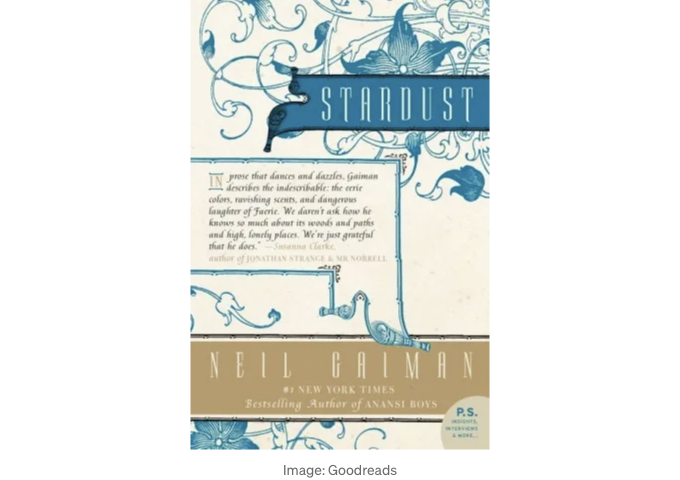 STARDUST
IN prose that dances and dazzles, Gaiman
describes the indescribable: the eerie
colors, ravishing scents, and dangerous
laughter of Faerie. We daren't ask how he
knows so much about its woods and paths
and high, lonely places. We're just grateful
that he does." —Susanna Clarke,
author of JONATHAN STRANGE & MR NORRELL
NEIL GAIMAN
#1 NEW YORK TIMES
Bestselling Author of ANANSI BOYS
P.S.
INSIGHTS,
INTERVIEWS
& MORE...
Image: Goodreads